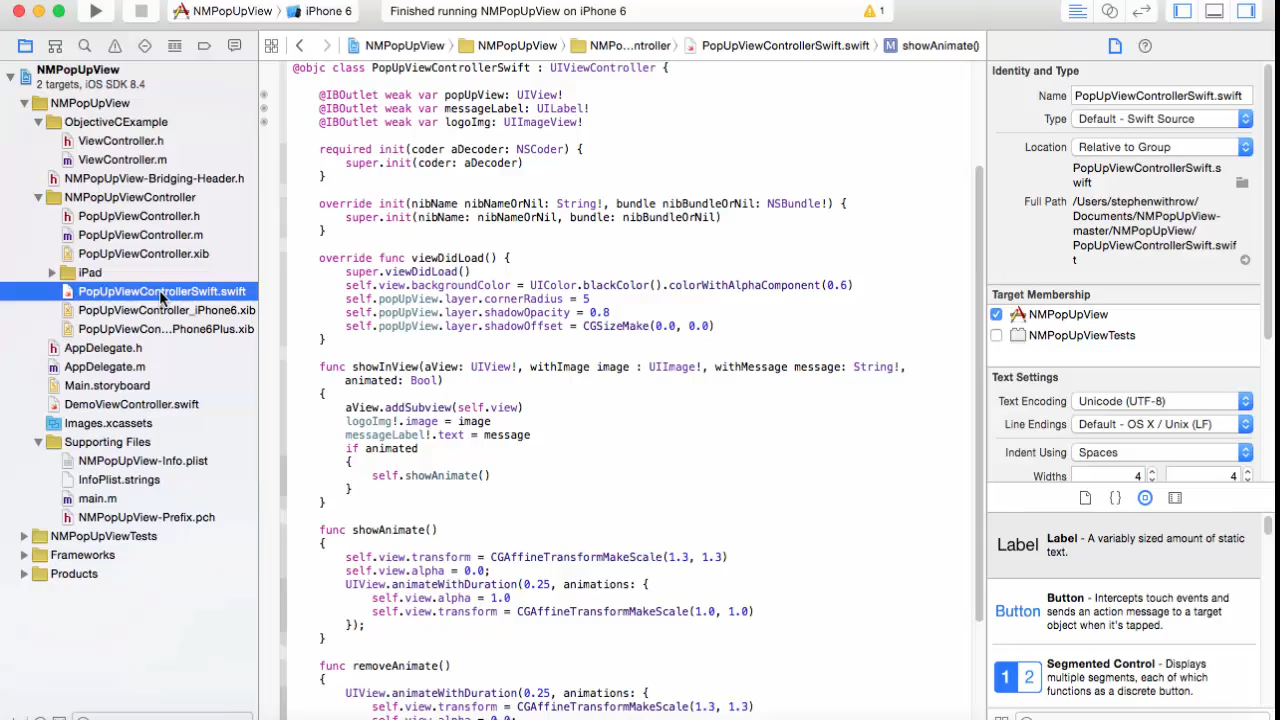 NMPopUpView
iPhone 6
Finished running NMPopUpView on iPhone 6
1
NMPopUpView
NMPopUpView
NMPo…ntroller
PopUpViewControllerSwift.swift
M
showAnimate()
NMPopUpView
2 targets, iOS SDK 8.4
NMPopUpView
ObjectiveCExample
ViewController.h
ViewController.m
NMPopUpView-Bridging-Header.h
NMPopUpViewController
PopUpViewController.h
PopUpViewController.m
PopUpViewController.xib
iPad
PopUpViewControllerSwift.swift
PopUpViewController_iPhone6.xib
PopUpViewCon…Phone6Plus.xib
AppDelegate.h
AppDelegate.m
Main.storyboard
DemoViewController.swift
Images.xcassets
Supporting Files
NMPopUpView-Info.plist
InfoPlist.strings
main.m
NMPopUpView-Prefix.pch
NMPopUpViewTests
Frameworks
Products
@objc class PopUpViewControllerSwift : UIViewController {
@IBOutlet weak var popUpView: UIView!
@IBOutlet weak var messageLabel: UILabel!
@IBOutlet weak var logoImg: UIImageView!
required init(coder aDecoder: NSCoder) {
super.init(coder: aDecoder)
}
override init(nibName nibNameOrNil: String!, bundle nibBundleOrNil: NSBundle!) {
super.init(nibName: nibNameOrNil, bundle: nibBundleOrNil)
}
override func viewDidLoad() {
super.viewDidLoad()
self.view.backgroundColor = UIColor.blackColor().colorWithAlphaComponent(0.6)
self.popUpView.layer.cornerRadius = 5
self.popUpView.layer.shadowOpacity = 0.8
self.popUpView.layer.shadowOffset = CGSizeMake(0.0, 0.0)
}
func showInView(aView: UIView!, withImage image : UIImage!, withMessage message: String!,
animated: Bool)
{
aView.addSubview(self.view)
logoImg!.image = image
messageLabel!.text = message
if animated
{
self.showAnimate()
}
}
func showAnimate()
{
self.view.transform = CGAffineTransformMakeScale(1.3, 1.3)
self.view.alpha = 0.0;
UIView.animateWithDuration(0.25, animations: {
self.view.alpha = 1.0
self.view.transform = CGAffineTransformMakeScale(1.0, 1.0)
});
}
func removeAnimate()
{
UIView.animateWithDuration(0.25, animations: {
self.view.transform = CGAffineTransformMakeScale(1.3, 1.3)
self.view.alpha = 0.0;
Identity and Type
Name PopUpViewControllerSwift.swift
Type Default - Swift Source
Location Relative to Group
PopUpViewControllerSwift.s
wift
Full Path /Users/stephenwithrow/
Documents/NMPopUpView-
master/NMPopUpView/
PopUpViewControllerSwift.swif
t
Target Membership
NMPopUpView
NMPopUpViewTests
Text Settings
Text Encoding Unicode (UTF-8)
Line Endings Default - OS X / Unix (LF)
Indent Using Spaces
Widths 4 4
Label Label - A variably sized amount of static
text.
Button Button - Intercepts touch events and
sends an action message to a target
object when it's tapped.
1 2 Segmented Control - Displays
multiple segments, each of which
functions as a discrete button.